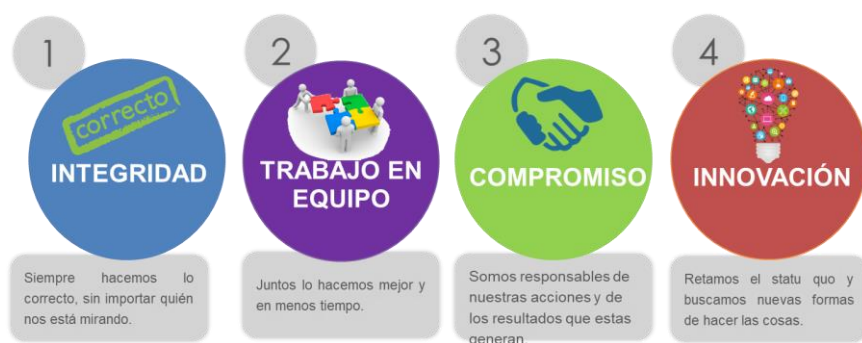 1
correcto
INTEGRIDAD
Siempre hacemos lo
correcto, sin importar quién
nos está mirando.
2
TRABAJO EN
EQUIPO
Juntos lo hacemos mejor y
en menos tiempo.
3
COMPROMISO
Somos responsables de
nuestras acciones y de
los resultados que estas
generan.
4
INNOVACIÓN
Retamos el statu quo y
buscamos nuevas formas
de hacer las cosas.